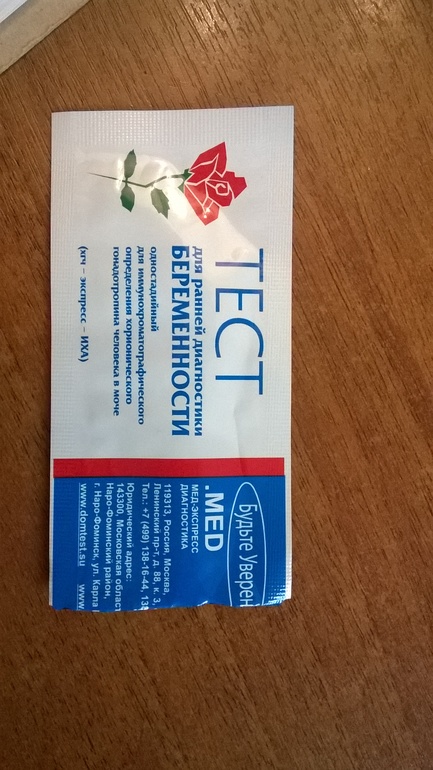 ТЕСТ
для ранней диагностики
БЕРЕМЕННОСТИ
одностадийный
для иммунохроматографического
определения хорионического
гонадотропина человека в моче
(хгч – экспресс – ИХА)
Будьте Уверен
.MED
МЕД-ЭКСПРЕСС
ДИАГНОСТИКА
119313, Россия, Москва,
Ленинский пр-т, д. 88, к. 3,
Тел.: +7 (499) 138-16-44, 138
Юридический адрес:
143300, Московская област
Наро-Фоминский район,
г. Наро-Фоминск, ул. Карла
www.domtest.su www.